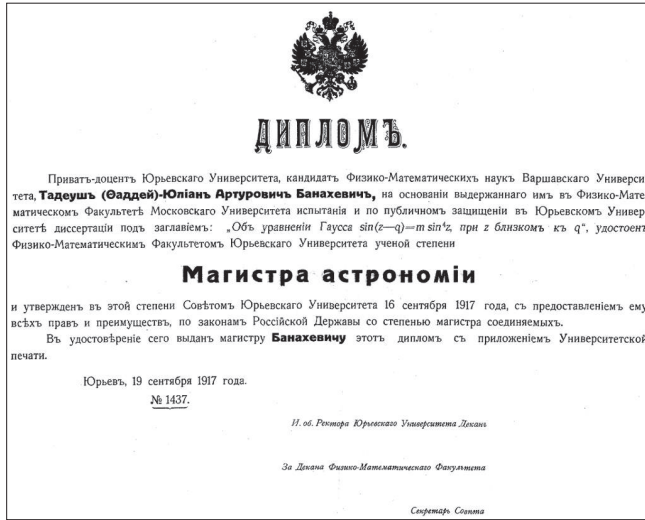 ДИПЛОМЪ.
Приватъ-доцентъ Юрьевскаго Университета, кандидатъ Физико-Математическихъ наукъ Варшавскаго Универси
тета, Тадеушъ (Ѳаддей)-Юліанъ Артуровичъ Банахевичъ, на основаніи выдержаннаго имъ въ Физико-Мате
матическомъ Факультетѣ Московскаго Университета испытанія и по публичномъ защищеніи въ Юрьевскомъ Универ
ситетѣ диссертаціи подъ заглавіемъ: „Объ уравненіи Гаусса sin(z—q)=m sin⁴z, при z близкомъ къ q“, удостоенъ
Физико-Математическимъ Факультетомъ Юрьевскаго Университета ученой степени
Магистра астрономіи
и утвержденъ въ этой степени Совѣтомъ Юрьевскаго Университета 16 сентября 1917 года, съ предоставленіемъ ему
всѣхъ правъ и преимуществъ, по законамъ Россійской Державы со степенью магистра соединяемыхъ.
Въ удостовѣреніе сего выданъ магистру Банахевичу этотъ дипломъ съ приложеніемъ Университетской
печати.
Юрьевъ, 19 сентября 1917 года.
№ 1437.
И. об. Ректора Юрьевскаго Университета Деканъ
За Декана Физико-Математическаго Факультета
Секретарь Совѣта